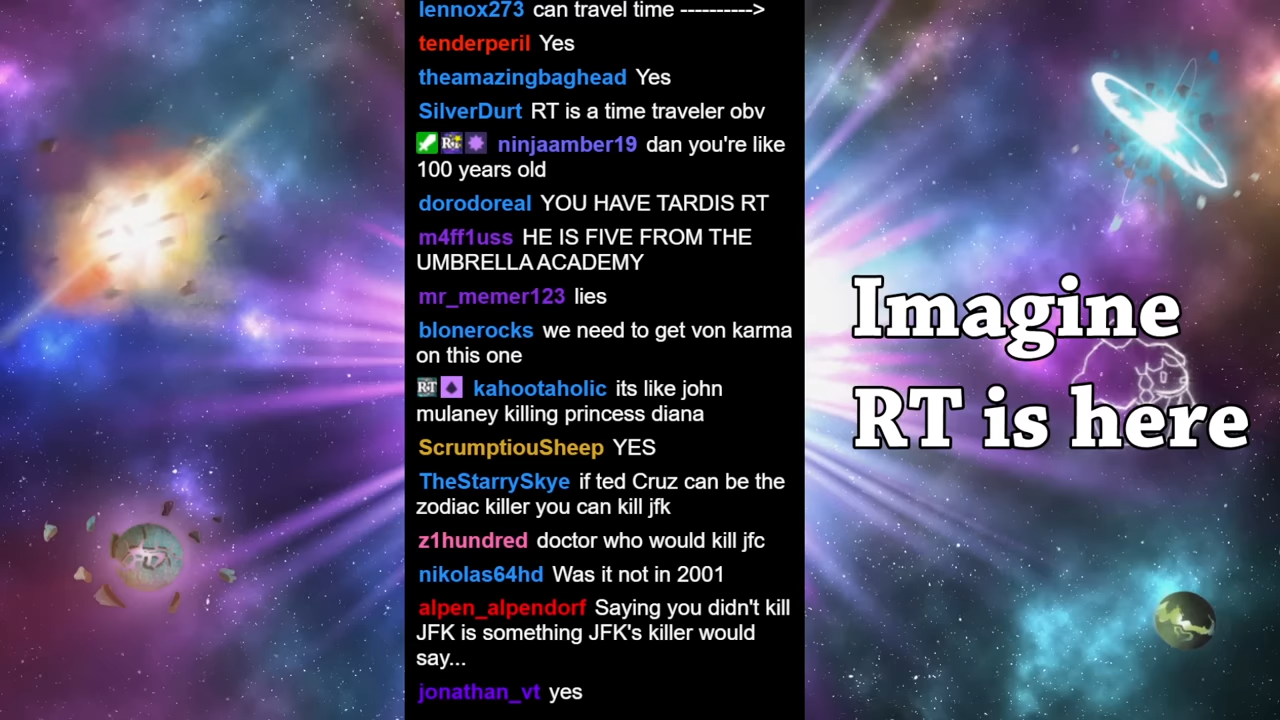 lennox273 can travel time ---------->
tenderperil Yes
theamazingbaghead Yes
SilverDurt RT is a time traveler obv
RT ninjaamber19 dan you're like
100 years old
dorodoreal YOU HAVE TARDIS RT
m4ff1uss HE IS FIVE FROM THE
UMBRELLA ACADEMY
mr_memer123 lies
blonerocks we need to get von karma
on this one
RT kahootaholic its like john
mulaney killing princess diana
ScrumptiouSheep YES
TheStarrySkye if ted Cruz can be the
zodiac killer you can kill jfk
z1hundred doctor who would kill jfc
nikolas64hd Was it not in 2001
alpen_alpendorf Saying you didn't kill
JFK is something JFK's killer would
say...
jonathan_vt yes
Imagine
RT is here